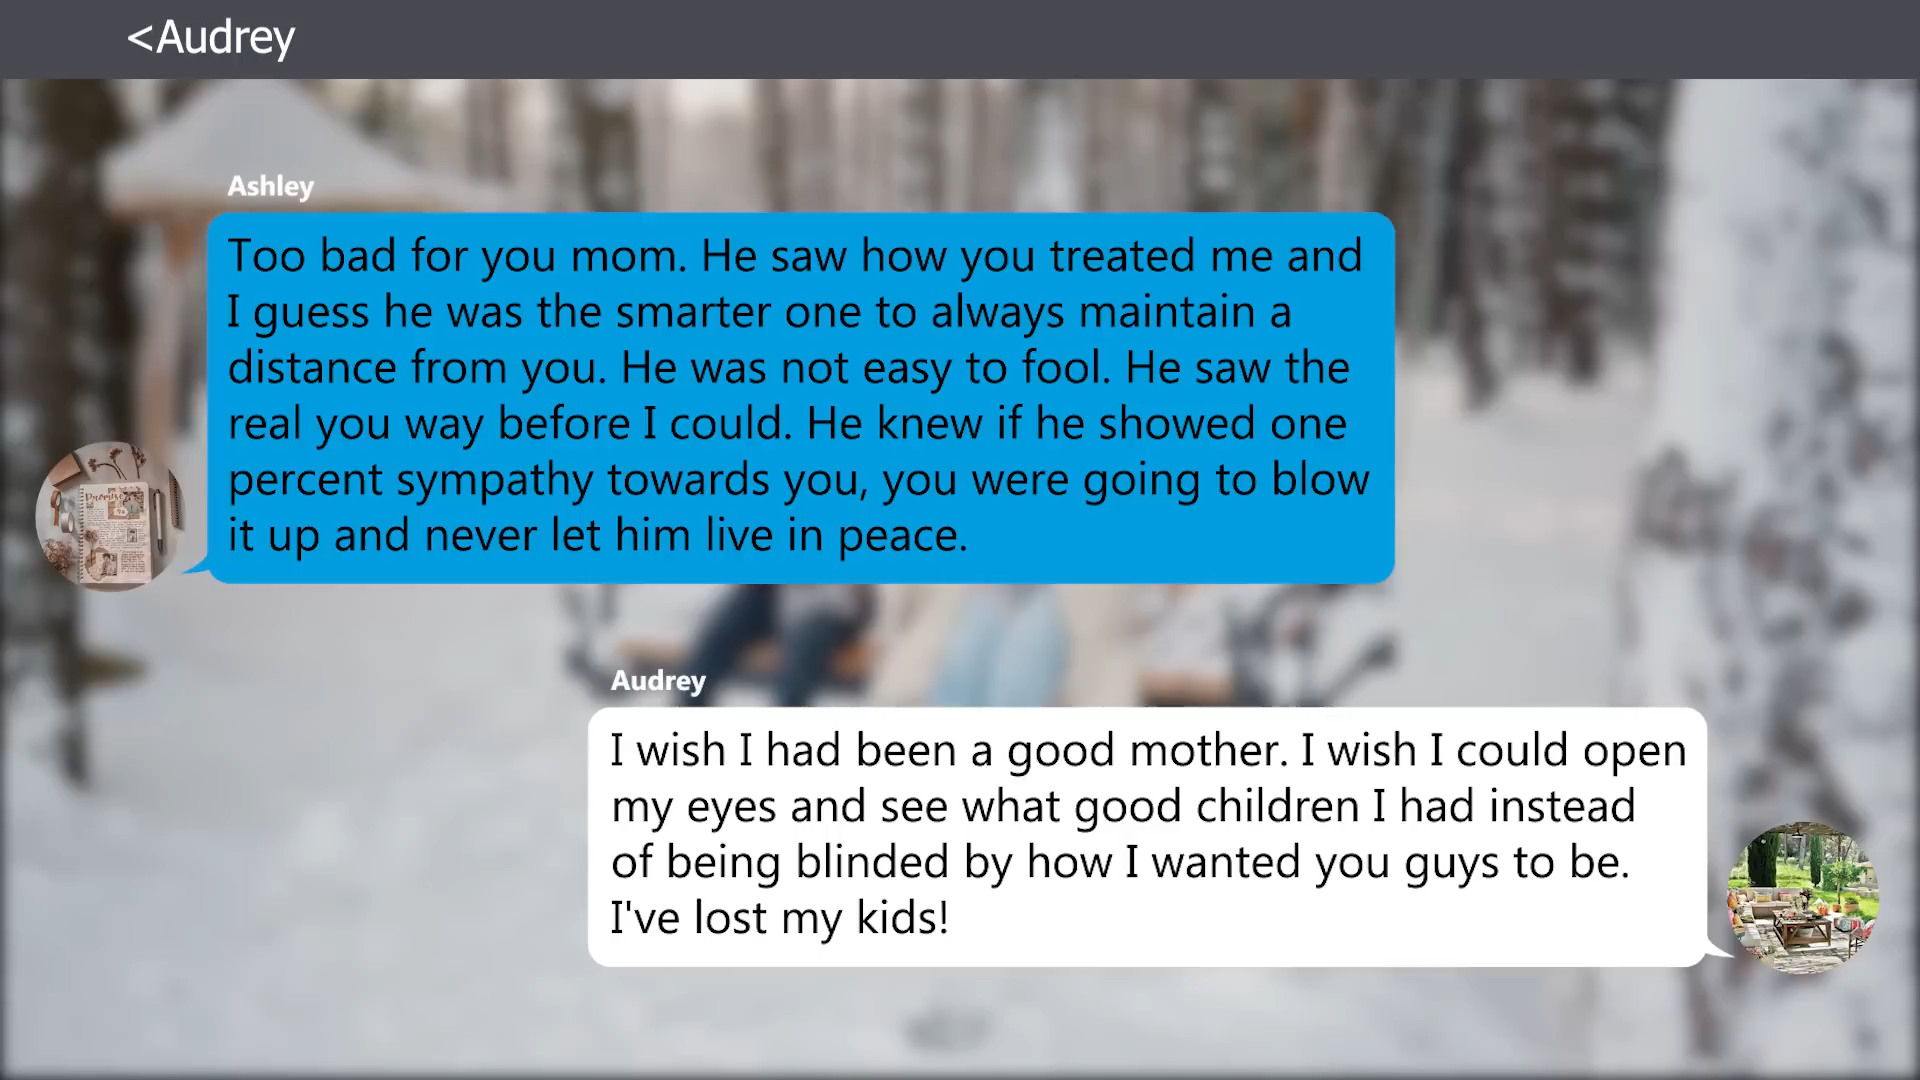 <Audrey
Ashley
Too bad for you mom. He saw how you treated me and
I guess he was the smarter one to always maintain a
distance from you. He was not easy to fool. He saw the
real you way before I could. He knew if he showed one
percent sympathy towards you, you were going to blow
it up and never let him live in peace.
Audrey
I wish I had been a good mother. I wish I could open
my eyes and see what good children I had instead
of being blinded by how I wanted you guys to be.
I've lost my kids!